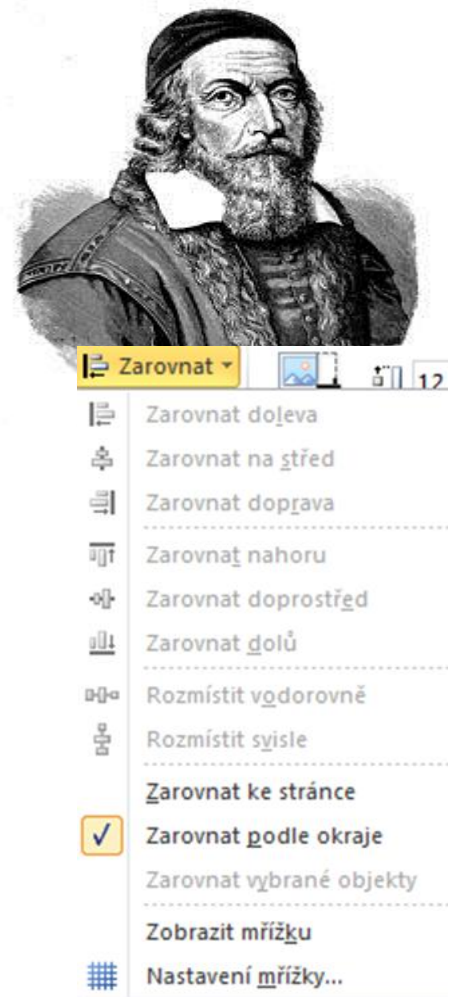 Zarovnat
12
Zarovnat doleva
Zarovnat na střed
Zarovnat doprava
Zarovnat nahoru
Zarovnat doprostřed
Zarovnat dolů
Rozmístit vodorovně
Rozmístit svisle
Zarovnat ke stránce
Zarovnat podle okraje
Zarovnat vybrané objekty
Zobrazit mřížku
Nastavení mřížky...